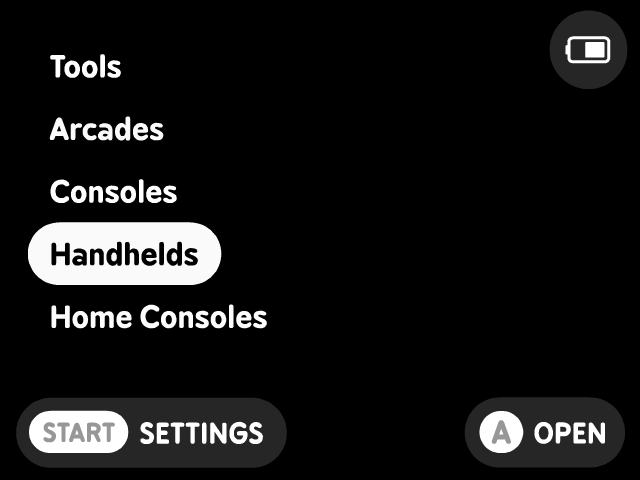 Tools
Arcades
Consoles
Handhelds
Home Consoles
START SETTINGS
A OPEN